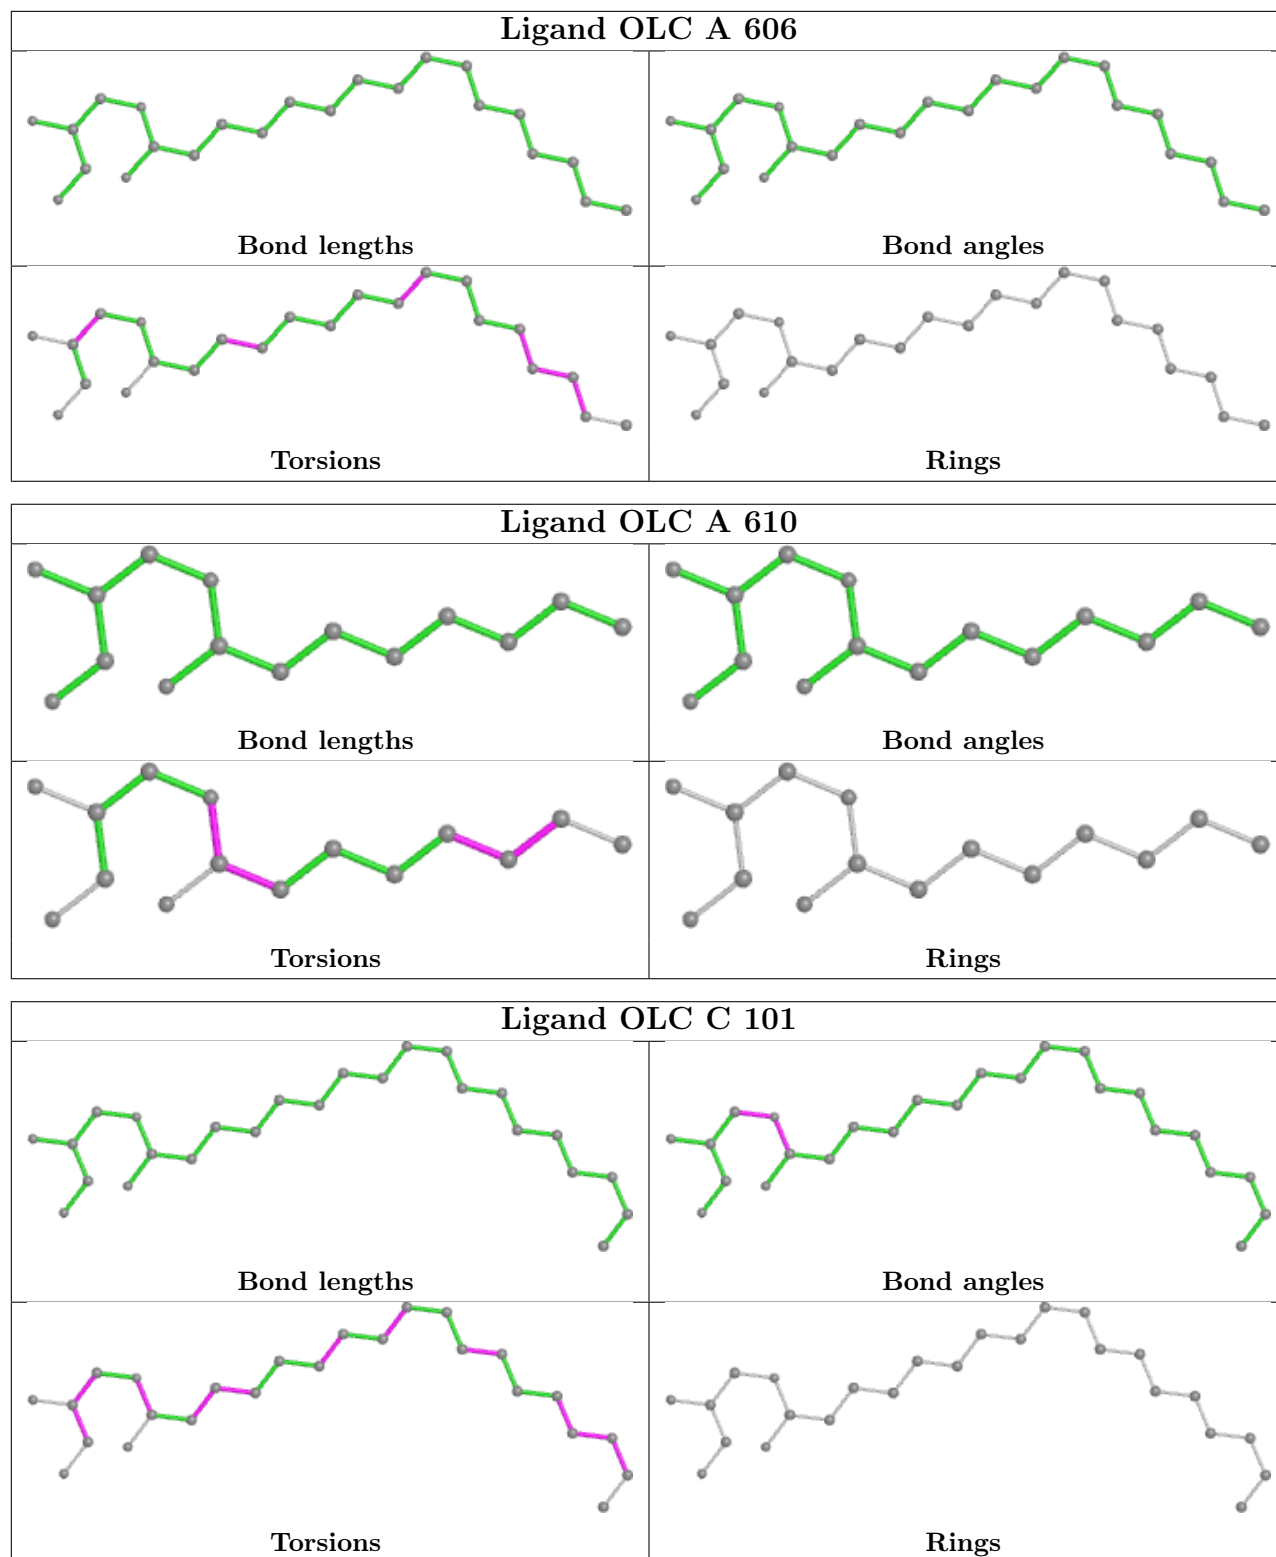 Ligand OLC A 606
Bond lengths
Bond angles
Torsions
Rings
Ligand OLC A 610
Bond lengths
Bond angles
Torsions
Rings
Ligand OLC C 101
Bond lengths
Bond angles
Torsions
Rings